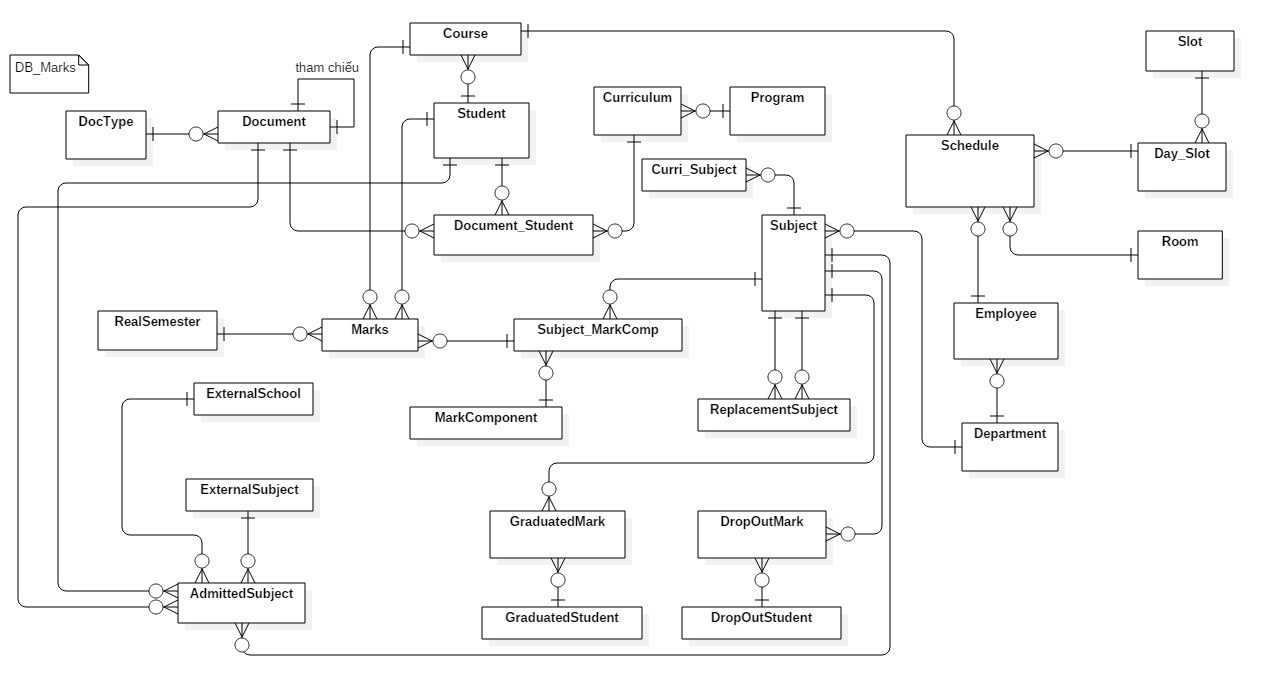 Course
Slot
DB_Marks
tham chiếu
Curriculum
Program
DocType
Document
Student
Schedule
Day_Slot
Curri_Subject
Document_Student
Subject
Room
RealSemester
Marks
Subject_MarkComp
Employee
ExternalSchool
MarkComponent
ReplacementSubject
Department
ExternalSubject
GraduatedMark
DropOutMark
AdmittedSubject
GraduatedStudent
DropOutStudent